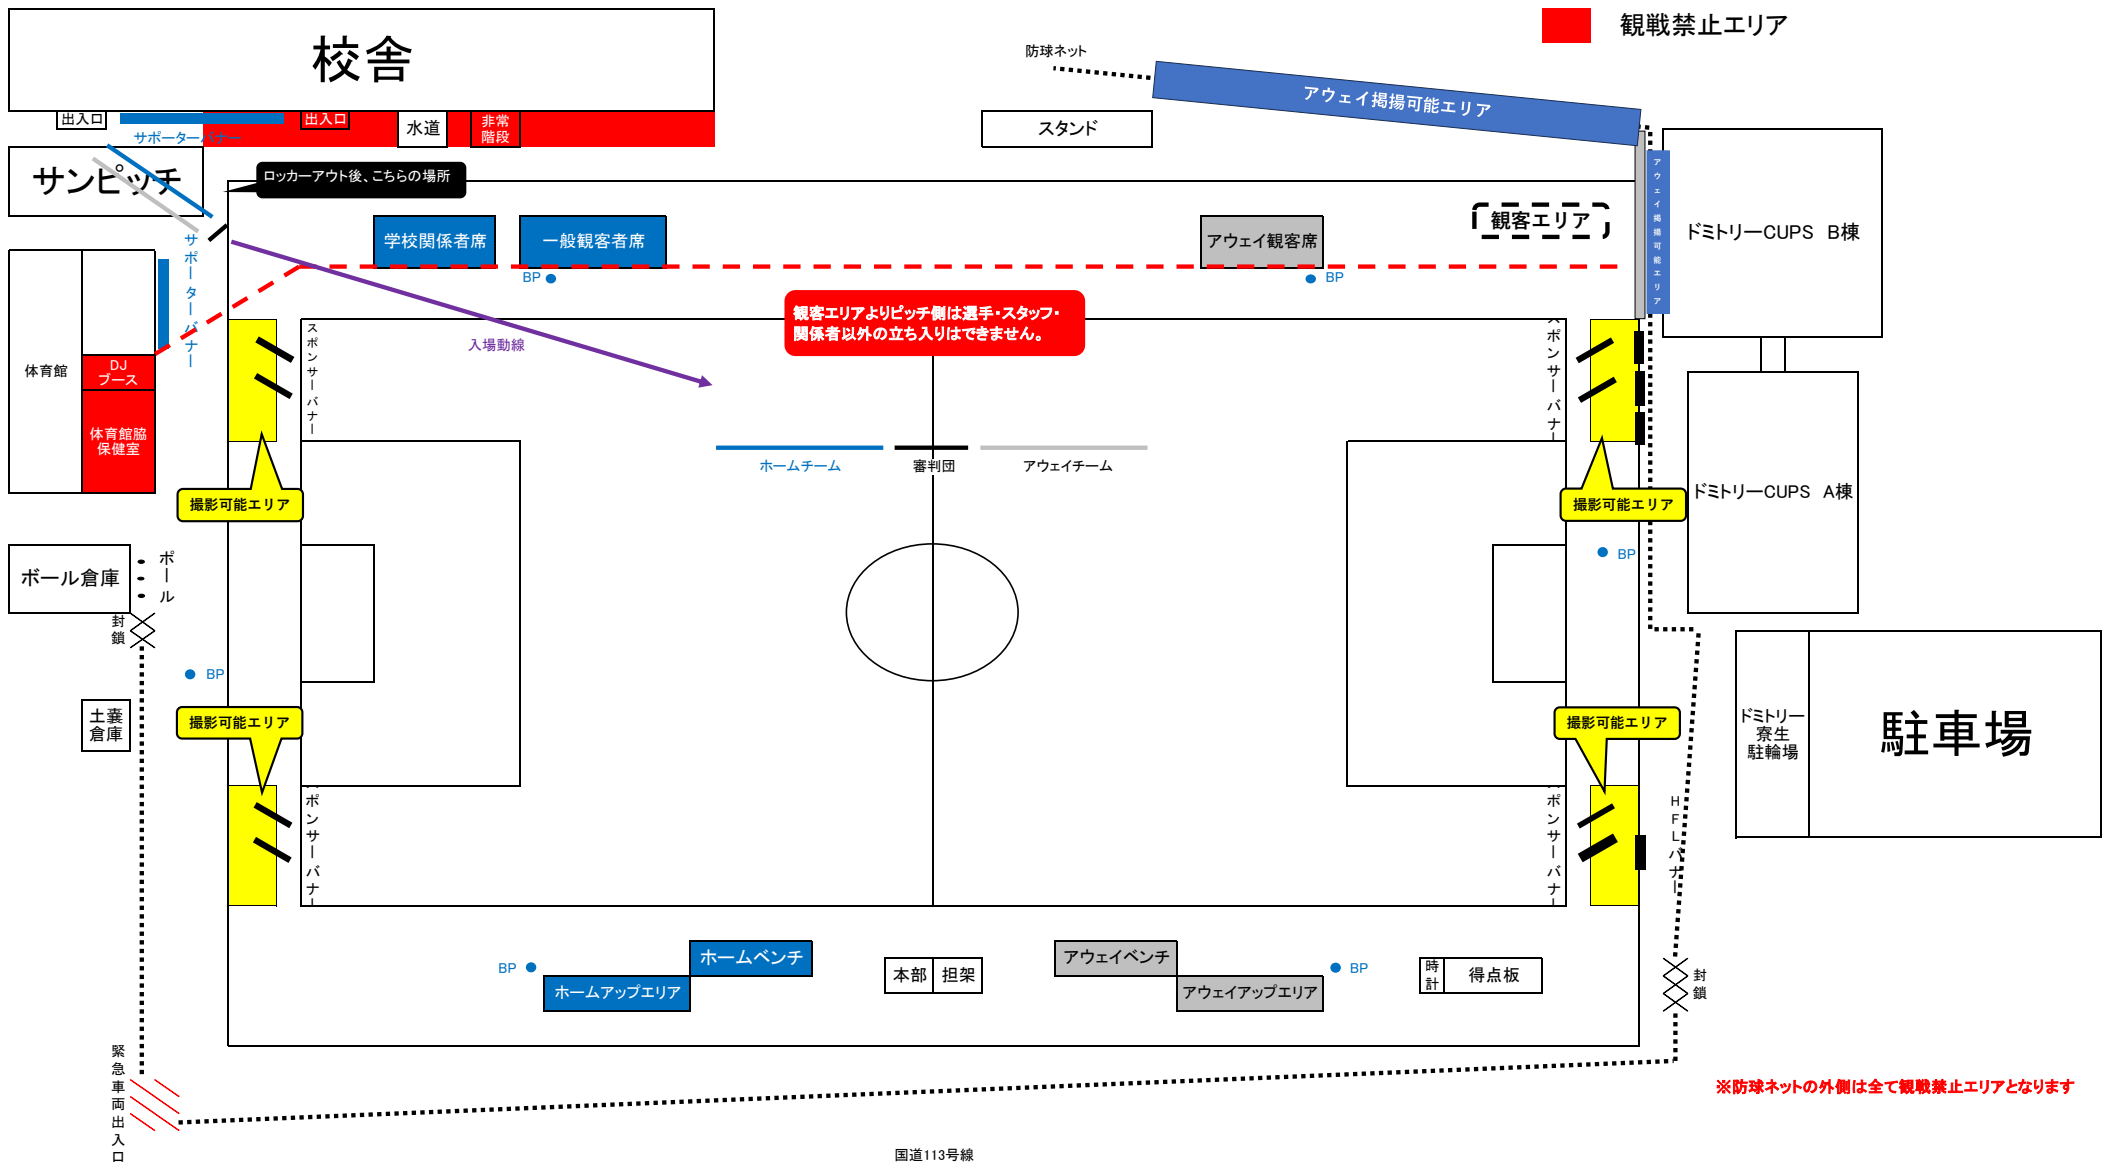 校舎
観戦禁止エリア
防球ネット
アウェイ掲揚可能エリア
出入口
サポーターバナー
出入口
水道
非常
階段
スタンド
サンピッチ
ロッカーアウト後、こちらの場所
学校関係者席
一般観客者席
アウェイ観客席
観客エリア
アウェイ掲揚可能エリア
ドミトリーCUPS B棟
サポーターバナー
BP
BP
観客エリアよりピッチ側は選手・スタッフ・
関係者以外の立ち入りはできません。
入場動線
スポンサーバナー
スポンサーバナー
体育館
DJ
ブース
体育館脇
保健室
ホームチーム
審判団
アウェイチーム
撮影可能エリア
撮影可能エリア
ドミトリーCUPS A棟
BP
ボール倉庫
ポール
封鎖
BP
土嚢
倉庫
撮影可能エリア
撮影可能エリア
ドミトリー
寮生
駐輪場
駐車場
スポンサーバナー
スポンサーバナー
HFLバナー
BP
ホームベンチ
ホームアップエリア
本部
担架
アウェイベンチ
アウェイアップエリア
BP
時計
得点板
封鎖
緊急車両出入口
※防球ネットの外側は全て観戦禁止エリアとなります
国道113号線